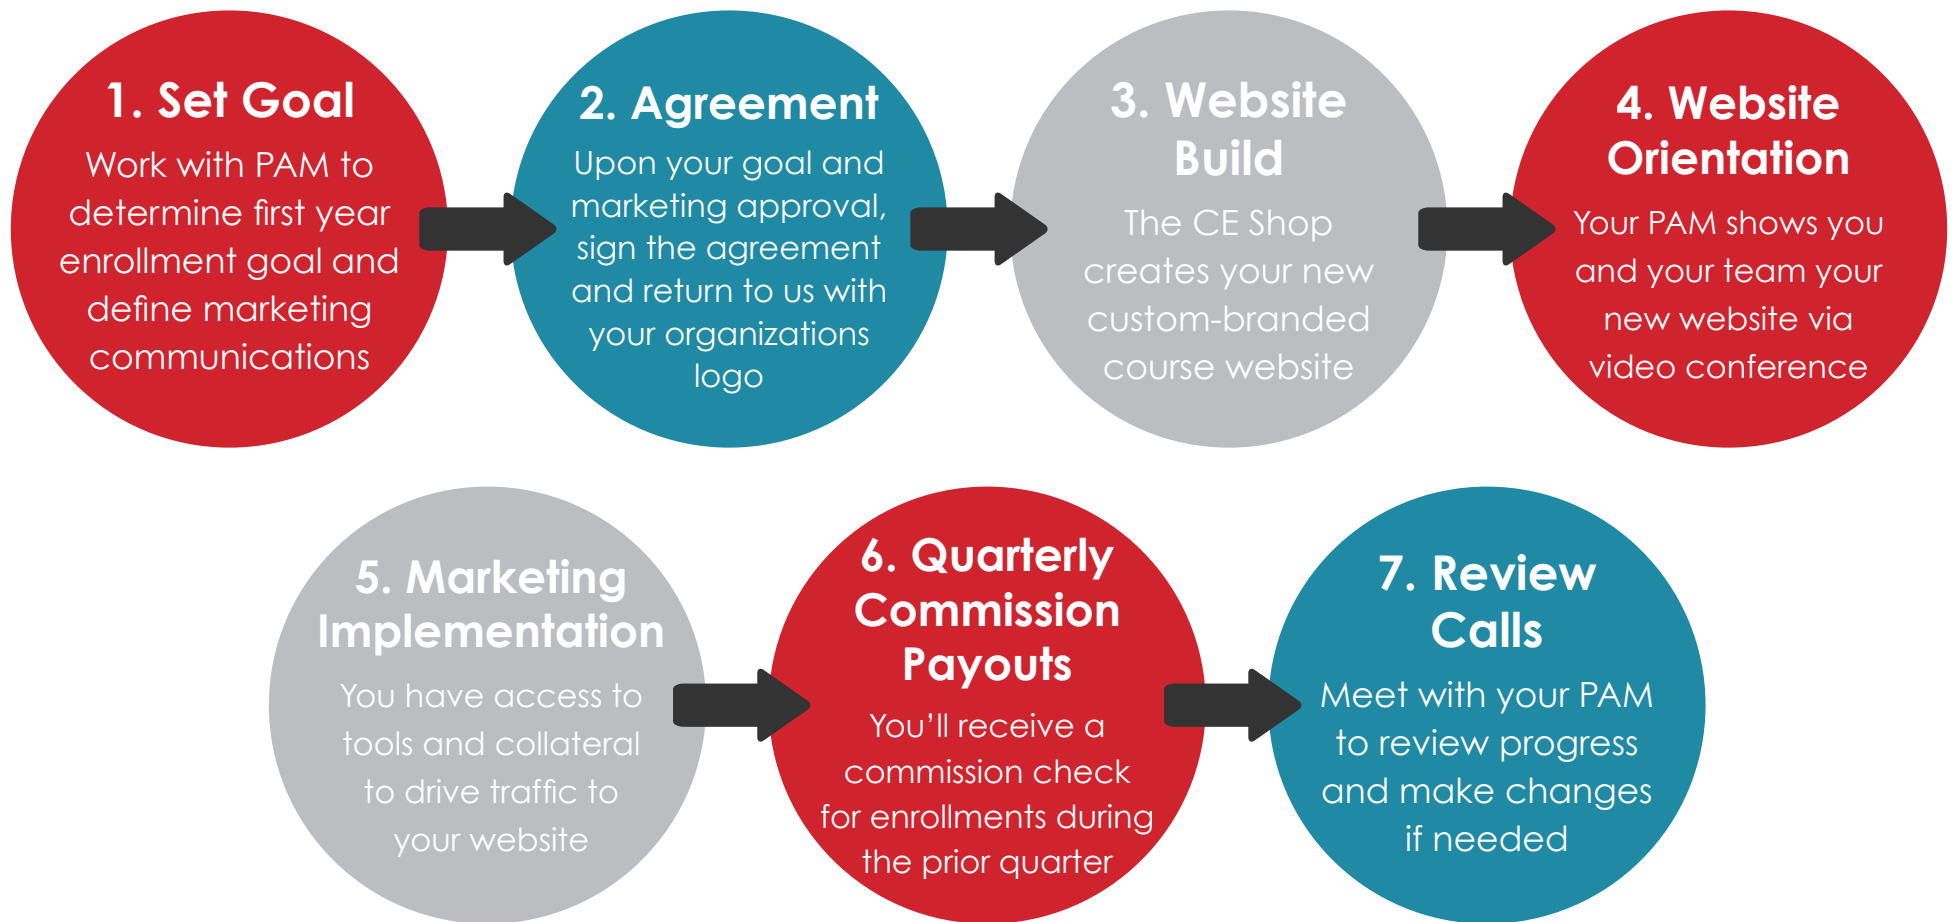 1. Set Goal
Work with PAM to
determine first year
enrollment goal and
define marketing
communications
2. Agreement
Upon your goal and
marketing approval,
sign the agreement
and return to us with
your organizations
logo
3. Website
Build
The CE Shop
creates your new
custom-branded
course website
4. Website
Orientation
Your PAM shows you
and your team your
new website via
video conference
5. Marketing
Implementation
You have access to
tools and collateral
to drive traffic to
your website
6. Quarterly
Commission
Payouts
You’ll receive a
commission check
for enrollments during
the prior quarter
7. Review
Calls
Meet with your PAM
to review progress
and make changes
if needed